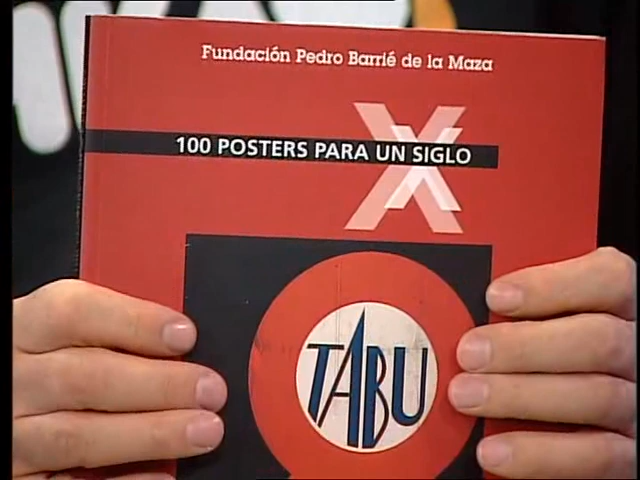 Fundación Pedro Barrié de la Maza
100 POSTERS PARA UN SIGLO
X
TABU